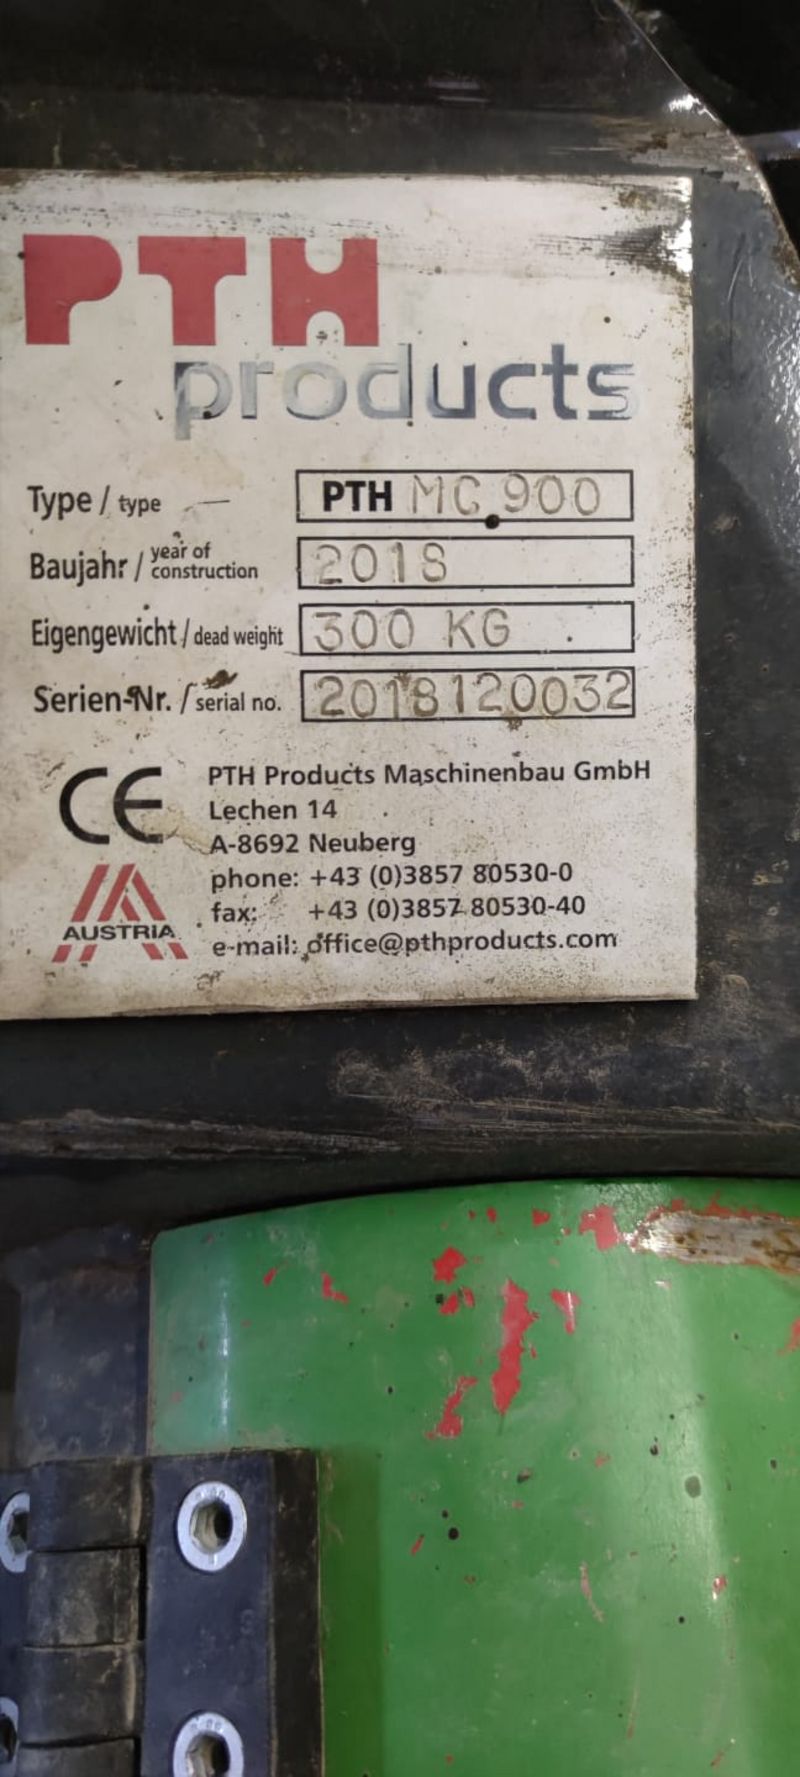 PTH
products
Type / type PTH MC 900
Baujahr / year of construction 2018
Eigengewicht / dead weight 300 KG
Serien-Nr. / serial no. 2018120032
CE PTH Products Maschinenbau GmbH
Lechen 14
A-8692 Neuberg
phone: +43 (0)3857 80530-0
AUSTRIA fax: +43 (0)3857 80530-40
e-mail: office@pthproducts.com